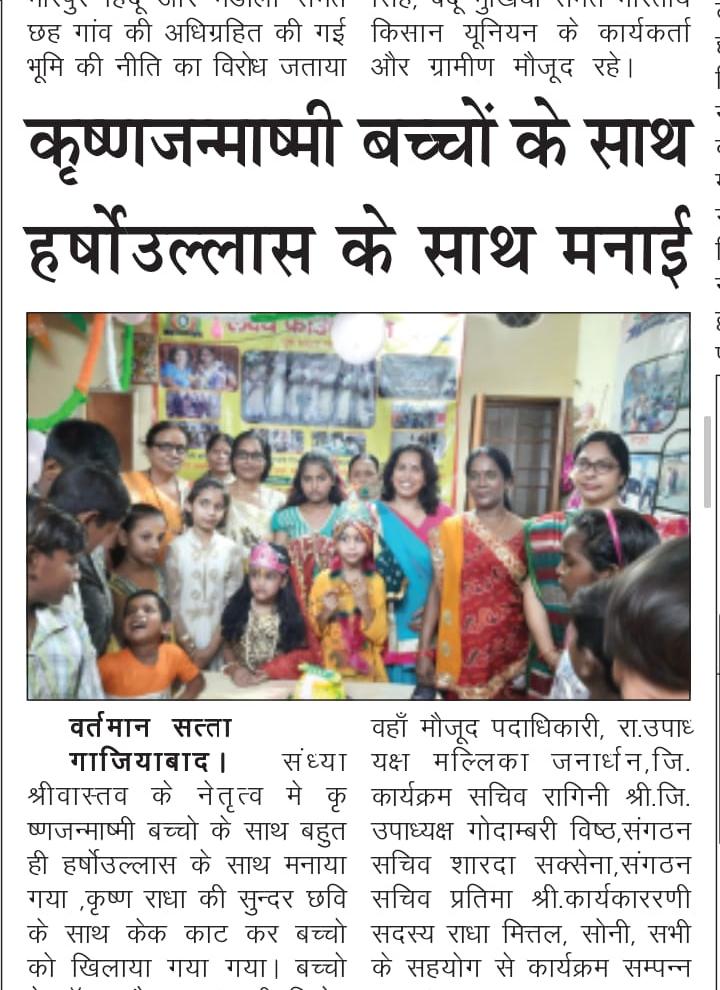 छह गांव की अधिग्रहित की गई
भूमि की नीति का विरोध जताया
किसान यूनियन के कार्यकर्ता
और ग्रामीण मौजूद रहे।
कृष्णजन्माष्मी बच्चों के साथ
हर्षोउल्लास के साथ मनाई
वर्तमान सत्ता
गाजियाबाद। संध्या
श्रीवास्तव के नेतृत्व मे कृ
ष्णजन्माष्मी बच्चो के साथ बहुत
ही हर्षोउल्लास के साथ मनाया
गया ,कृष्ण राधा की सुन्दर छवि
के साथ केक काट कर बच्चो
को खिलाया गया गया। बच्चो
वहाँ मौजूद पदाधिकारी, रा.उपाध
यक्ष मल्लिका जनार्धन,जि.
कार्यक्रम सचिव रागिनी श्री.जि.
उपाध्यक्ष गोदाम्बरी विष्ठ,संगठन
सचिव शारदा सक्सेना,संगठन
सचिव प्रतिमा श्री.कार्यकाररणी
सदस्य राधा मित्तल, सोनी, सभी
के सहयोग से कार्यक्रम सम्पन्न